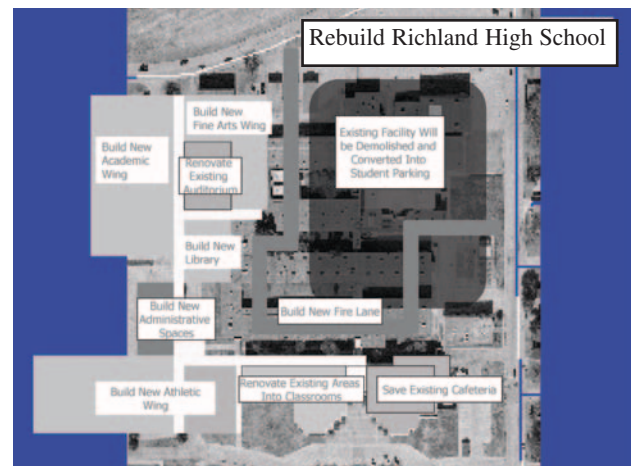 Rebuild Richland High School
Build New
Fine Arts Wing
Existing Facility Will
be Demolished and
Converted Into
Student Parking
Build New
Academic
Wing
Renovate
Existing
Auditorium
Build New
Library
Build New
Administrative
Spaces
Build New Fire Lane
Build New Athletic
Wing
Renovate Existing Areas
Into Classrooms
Save Existing Cafeteria